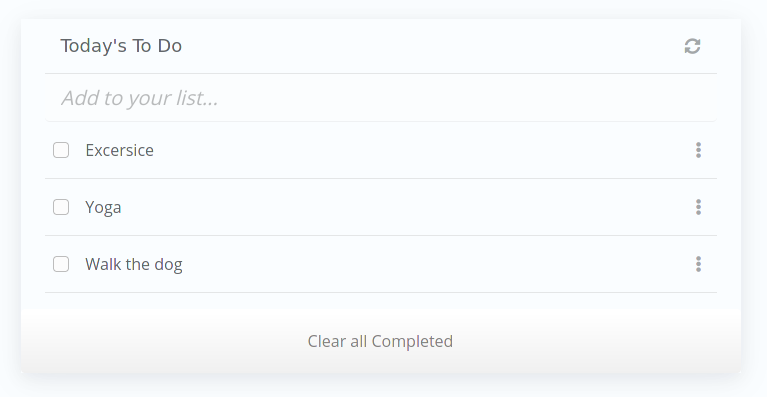 Today's To Do
Add to your list...
Excersice
Yoga
Walk the dog
Clear all Completed